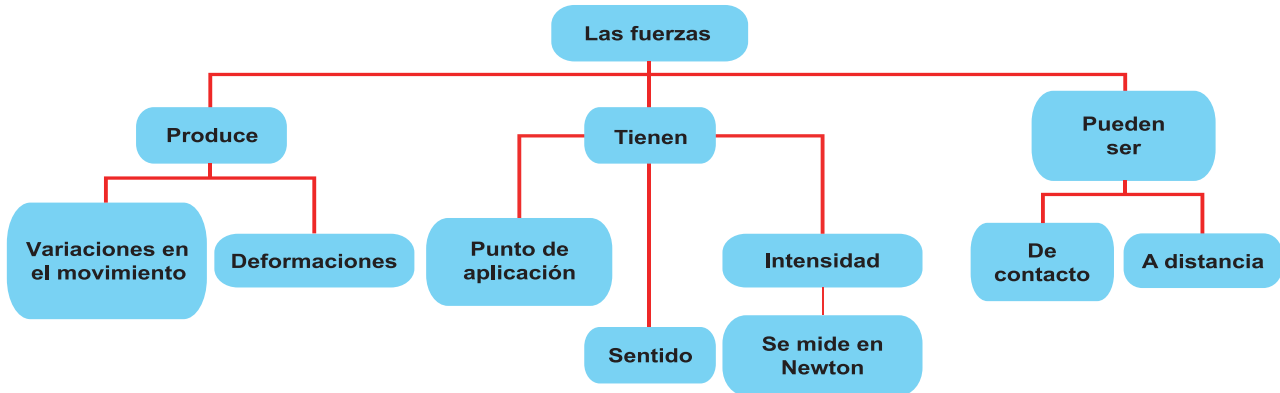 Las fuerzas
Produce
Tienen
Pueden
ser
Variaciones en
el movimiento
Deformaciones
Punto de
aplicación
Intensidad
De
contacto
A distancia
Sentido
Se mide en
Newton